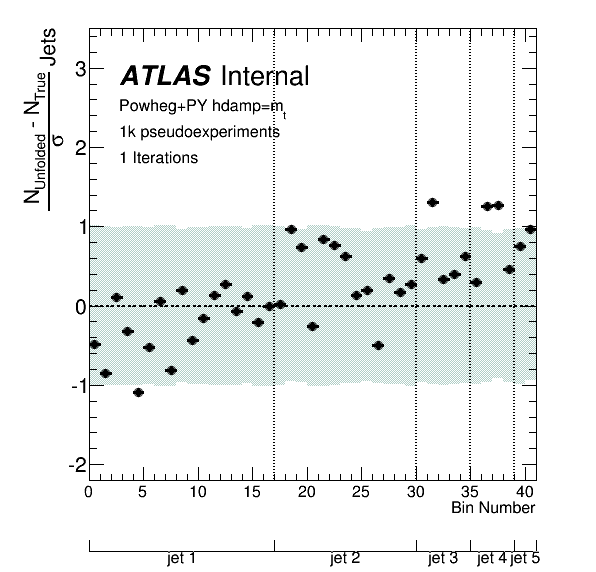 N_Unfolded - N_True
σ
Jets
3
2
1
0
-1
-2
ATLAS Internal
Powheg+PY hdamp=m_t
1k pseudoexperiments
1 Iterations
0 5 10 15 20 25 30 35 40
Bin Number
jet 1 jet 2 jet 3 jet 4 jet 5